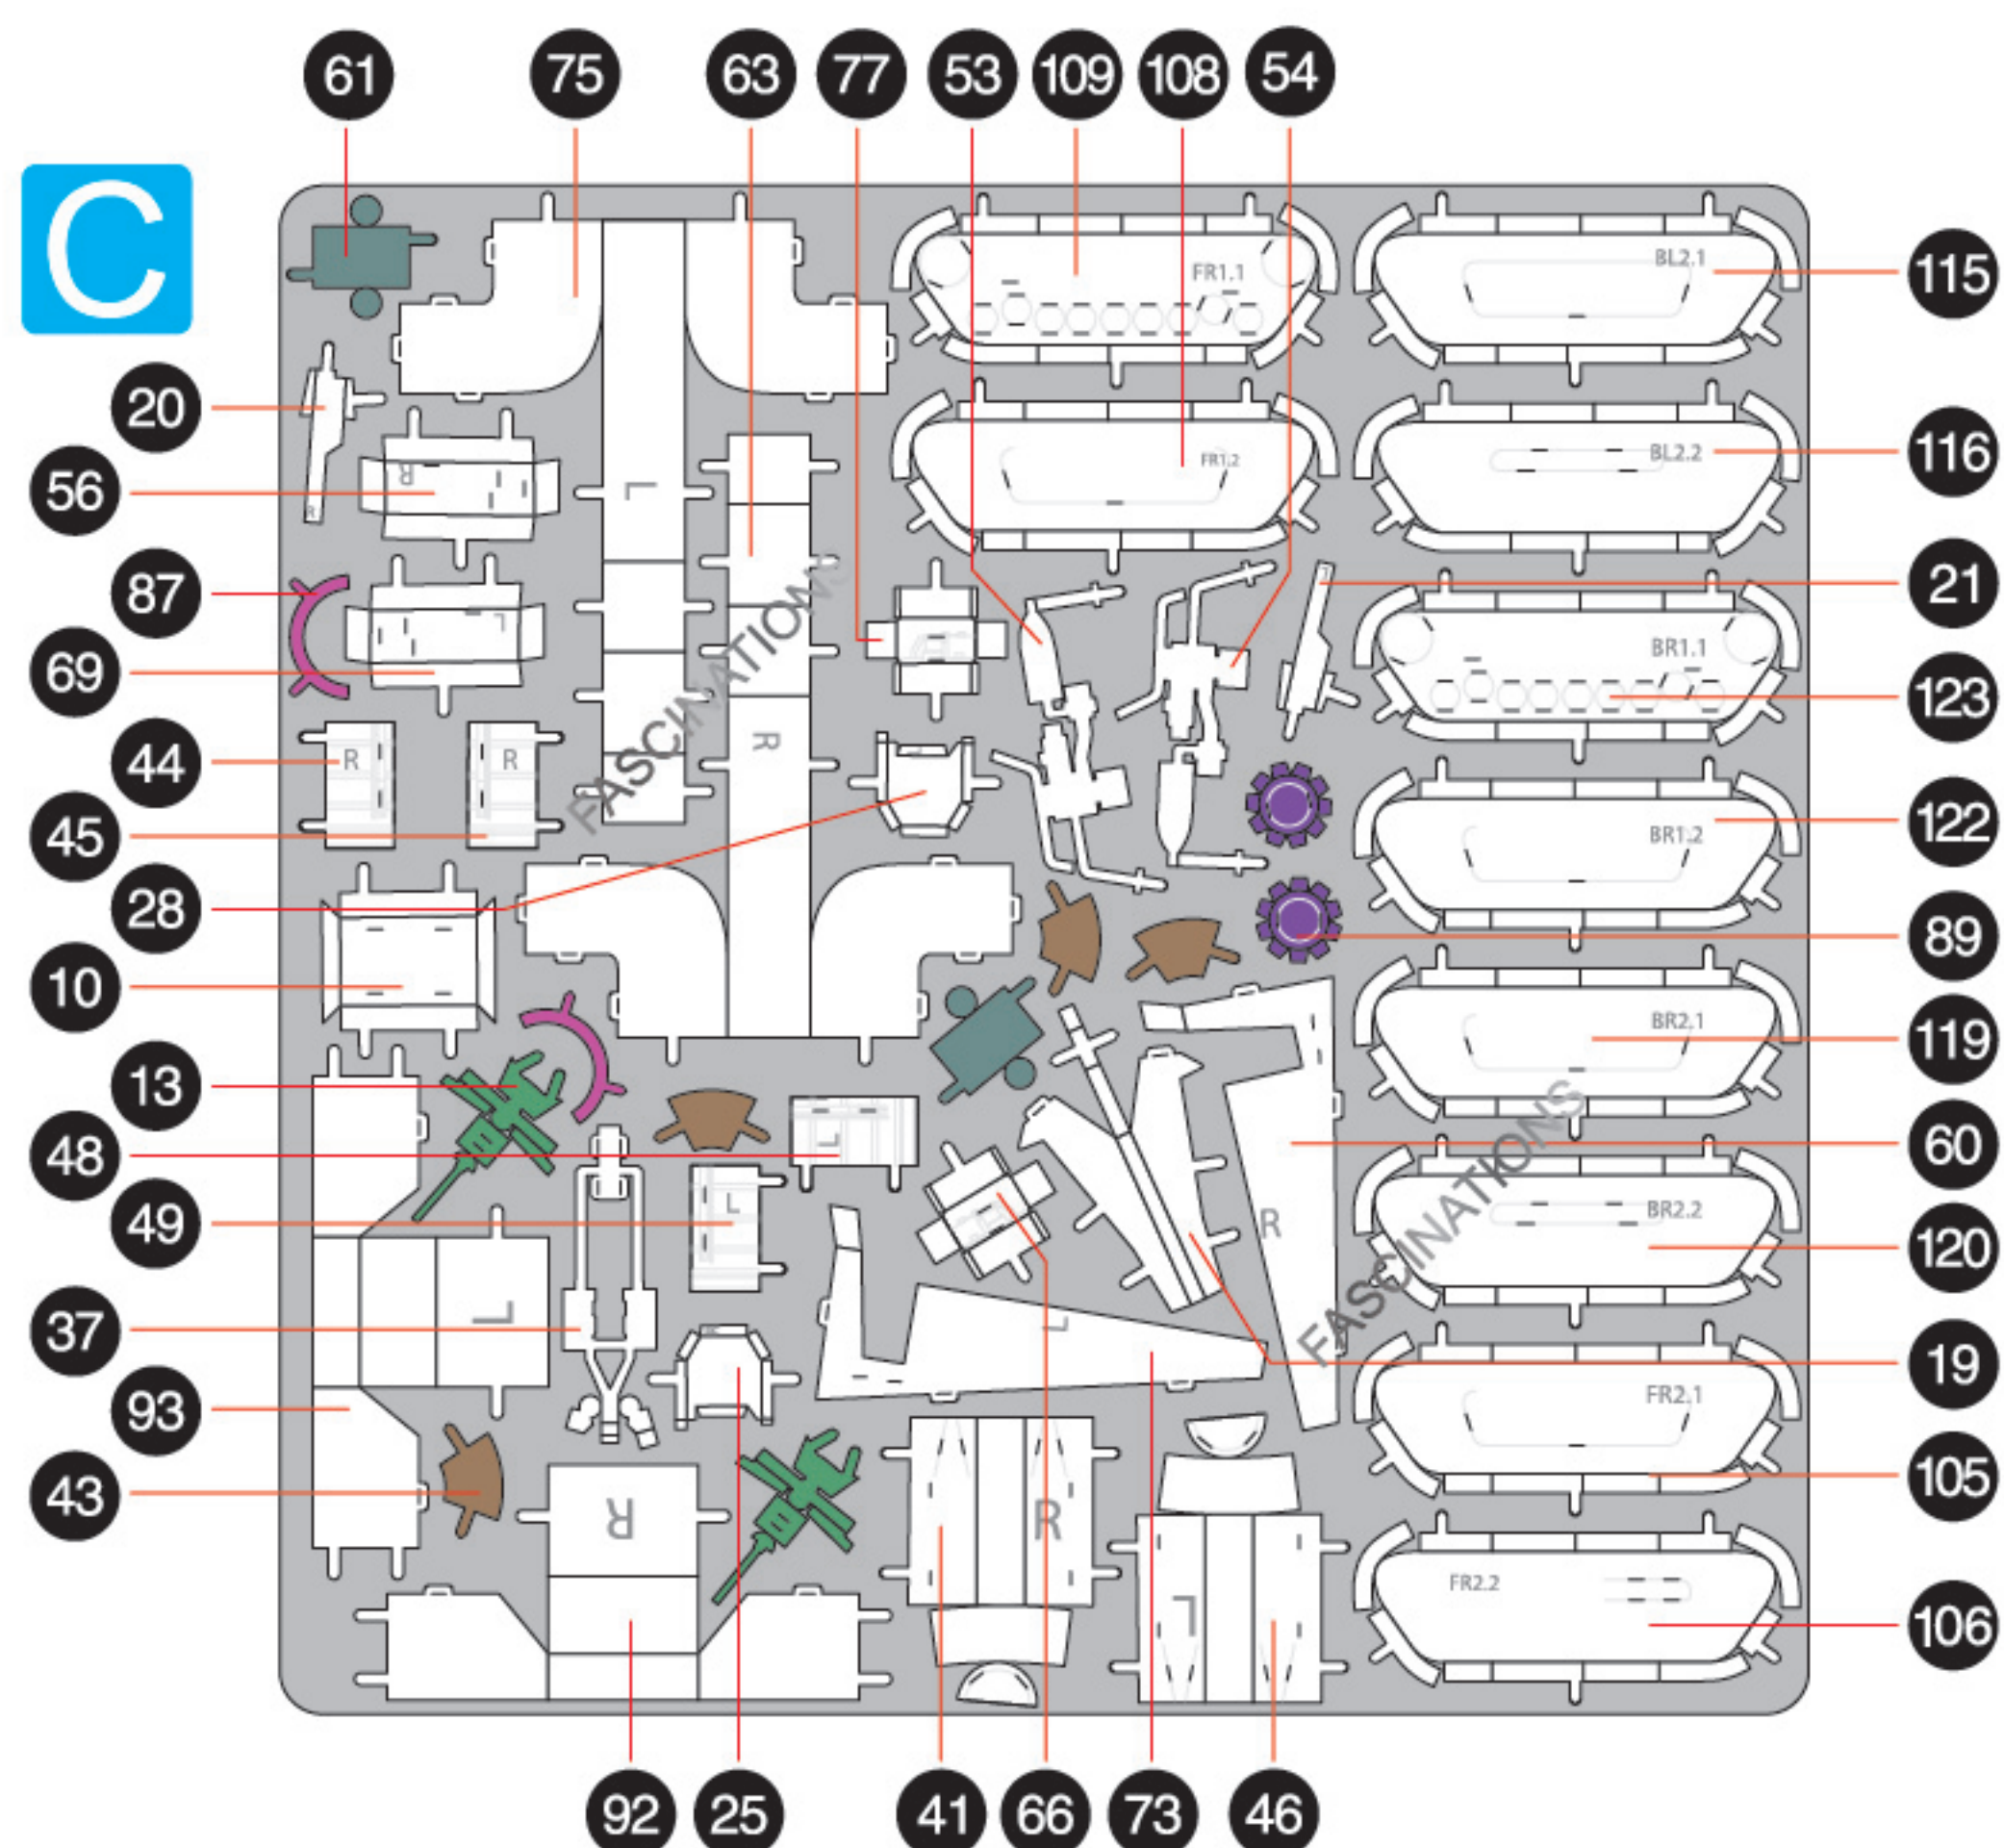 61 75 63 77 53 109 108 54
C
FR1.1
BL2.1
115
20
56
R
R
L
FR1.2
BL2.2
116
87
69
L
L
21
BR1.1
123
44
R
R
R
45
FASCINATIONS
BR1.2
122
28
89
10
BR2.1
119
13
48
L
60
49
L
R
BR2.2
120
FASCINATIONS
37
L
L
19
93
FR2.1
105
43
R
R
L
FR2.2
106
92 25 41 66 73 46